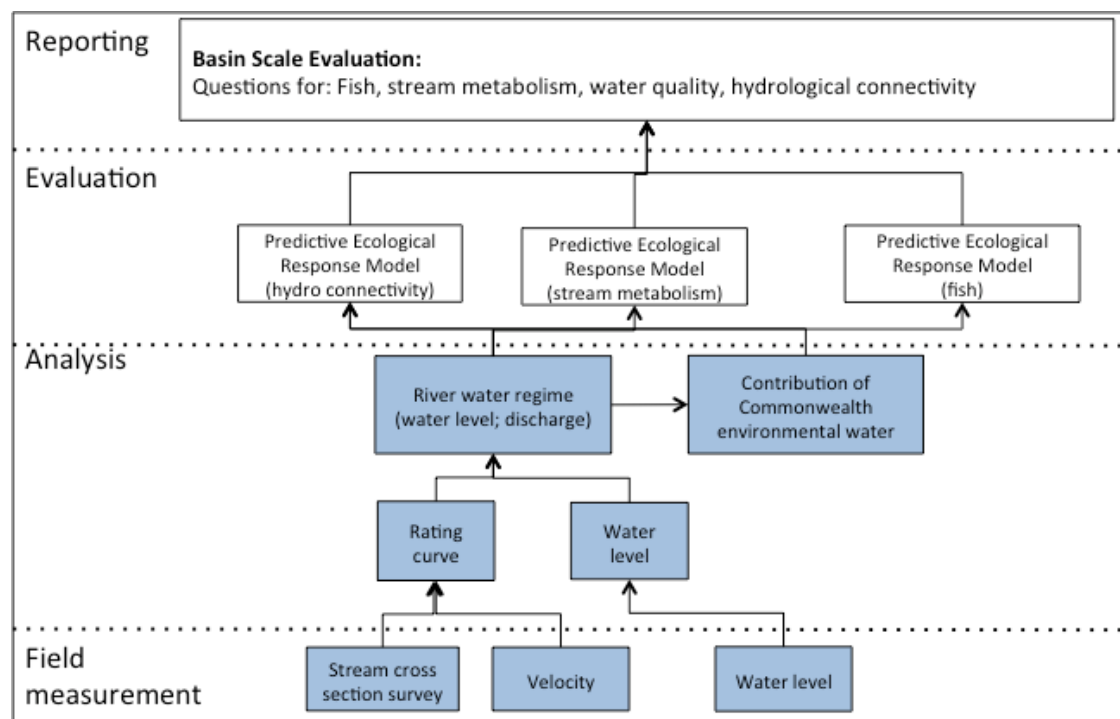 Reporting
Basin Scale Evaluation:
Questions for: Fish, stream metabolism, water quality, hydrological connectivity
Evaluation
Predictive Ecological
Response Model
(hydro connectivity)
Predictive Ecological
Response Model
(stream metabolism)
Predictive Ecological
Response Model
(fish)
Analysis
River water regime
(water level; discharge)
Contribution of
Commonwealth
environmental water
Rating
curve
Water
level
Field
measurement
Stream cross
section survey
Velocity
Water level